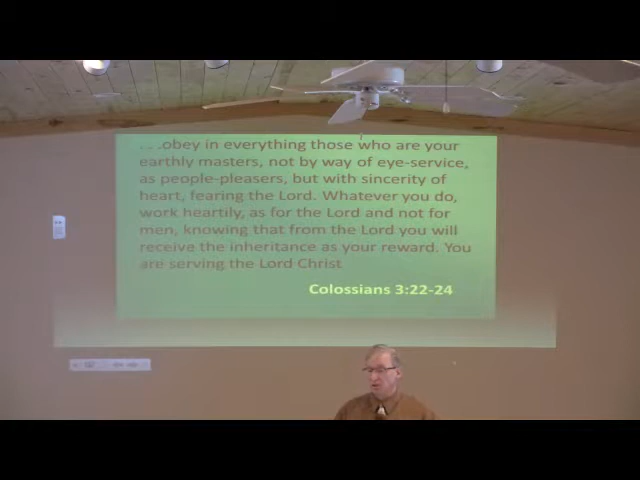 ...obey in everything those who are your
earthly masters, not by way of eye-service,
as people-pleasers, but with sincerity of
heart, fearing the Lord. Whatever you do,
work heartily, as for the Lord and not for
men, knowing that from the Lord you will
receive the inheritance as your reward. You
are serving the Lord Christ
Colossians 3:22-24